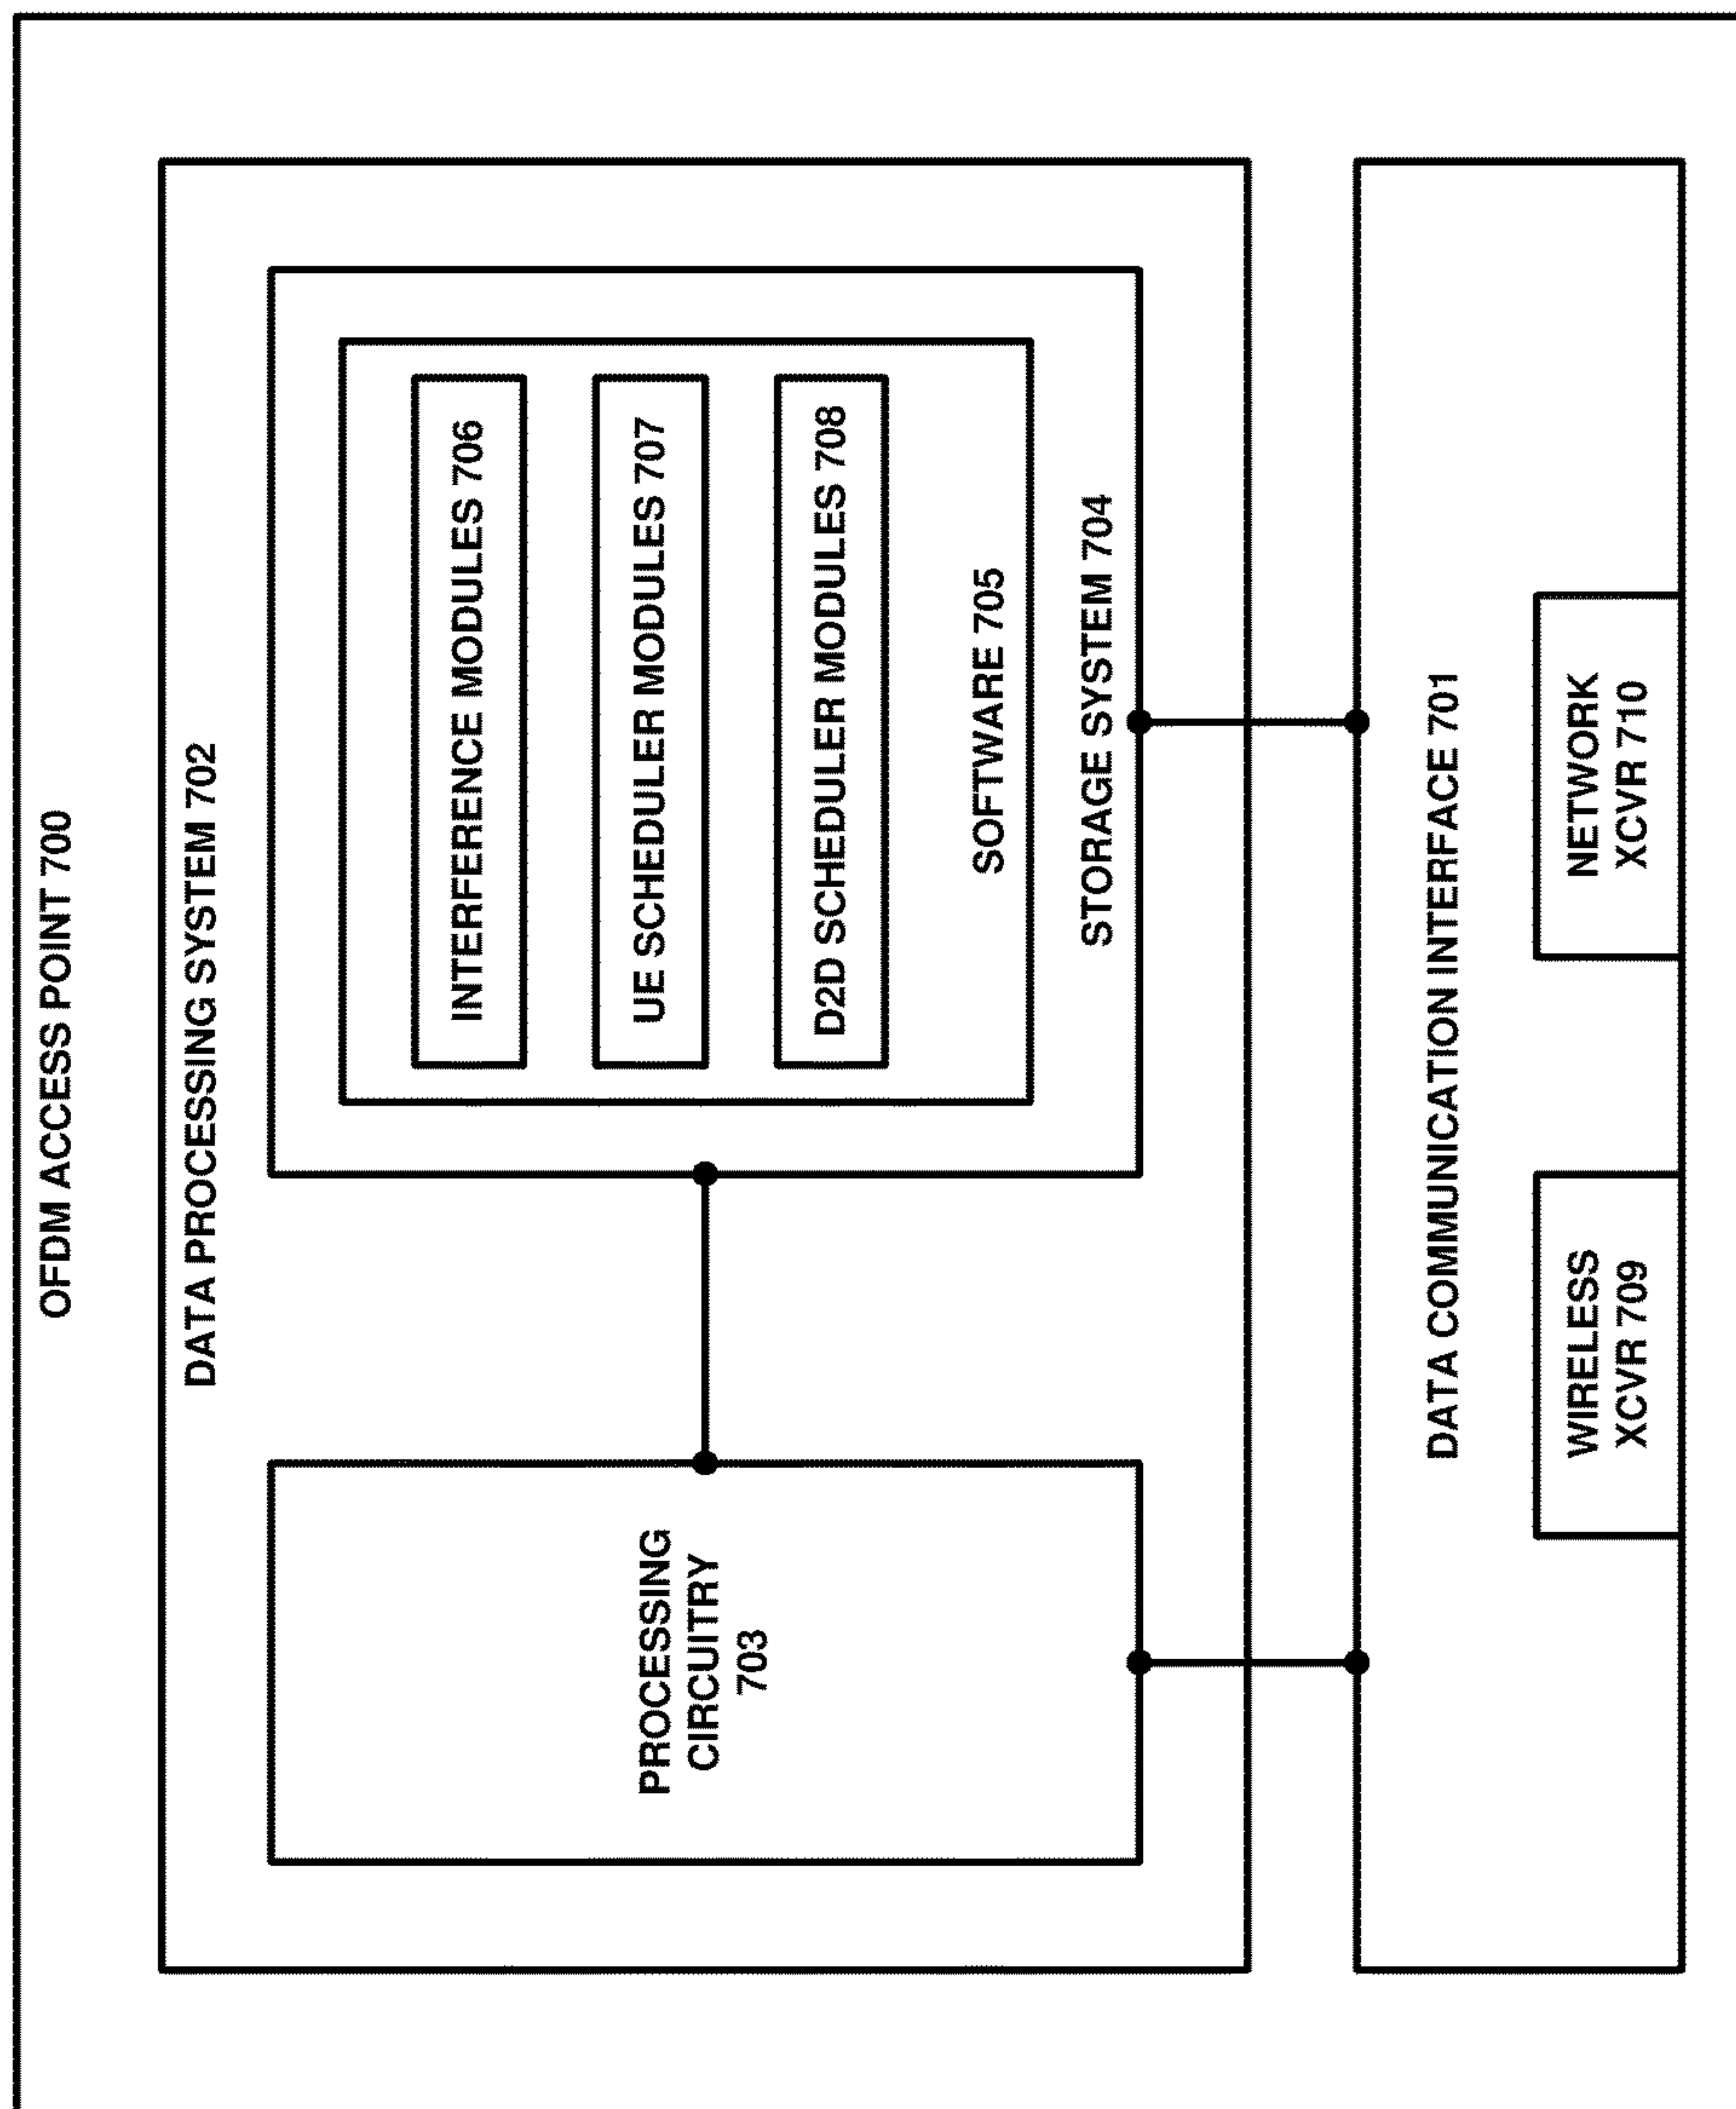 OFDM ACCESS POINT 700
DATA PROCESSING SYSTEM 702
PROCESSING
CIRCUITRY
703
INTERFERENCE MODULES 706
UE SCHEDULER MODULES 707
D2D SCHEDULER MODULES 708
SOFTWARE 705
STORAGE SYSTEM 704
DATA COMMUNICATION INTERFACE 701
WIRELESS
XCVR 709
NETWORK
XCVR 710